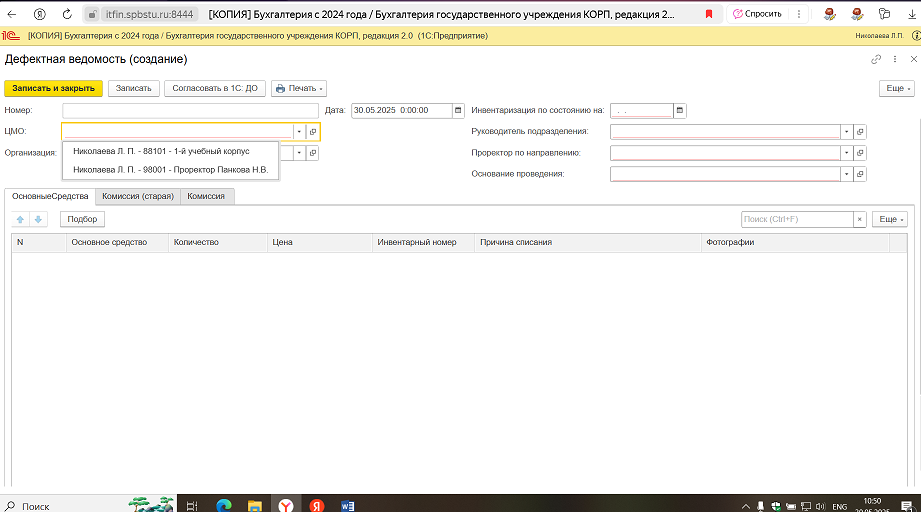 itfin.spbstu.ru:8444
[КОПИЯ] Бухгалтерия с 2024 года / Бухгалтерия государственного учреждения КОРП, редакция 2...
Спросить
[КОПИЯ] Бухгалтерия с 2024 года / Бухгалтерия государственного учреждения КОРП, редакция 2.0 (1С:Предприятие)
Николаева Л.П.
Дефектная ведомость (создание)
Записать и закрыть
Записать
Согласовать в 1С: ДО
Печать
Еще
Номер:
Дата:
30.05.2025 0:00:00
Инвентаризация по состоянию на:
. .
ЦМО:
Руководитель подразделения:
Организация:
Николаева Л. П. - 88101 - 1-й учебный корпус
Николаева Л. П. - 98001 - Проректор Панкова Н.В.
Проректор по направлению:
Основание проведения:
ОсновныеСредства
Комиссия (старая)
Комиссия
Подбор
Поиск (Ctrl+F)
×
Еще
N
Основное средство
Количество
Цена
Инвентарный номер
Причина списания
Фотографии
Поиск
ENG
10:50